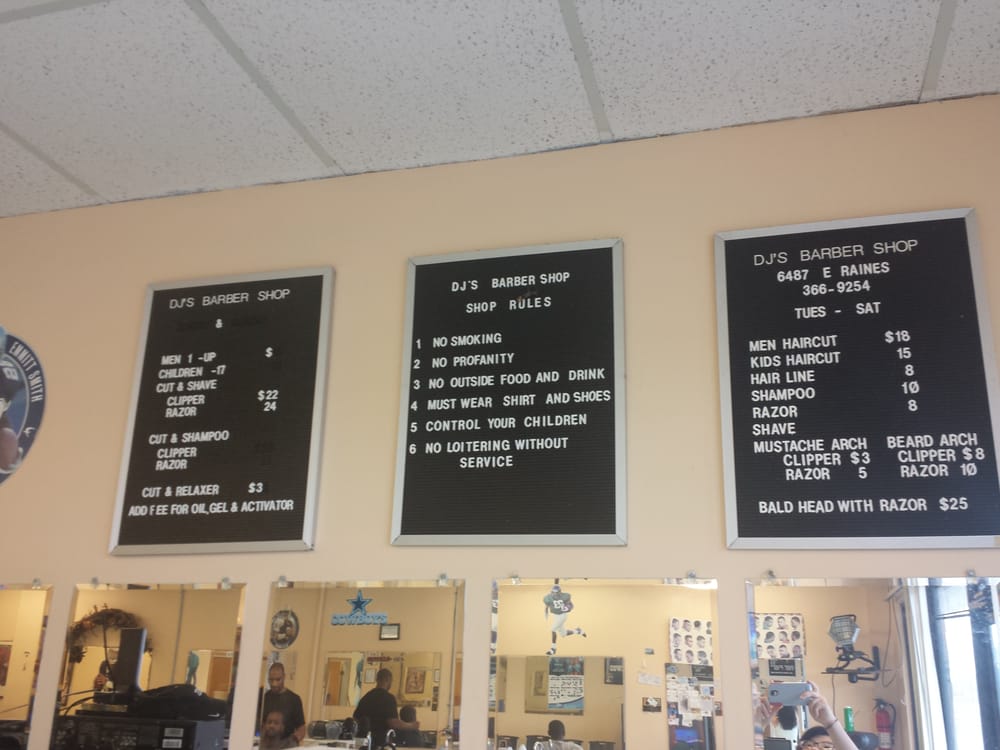 EMMITT SMITH
DJ'S BARBER SHOP
&
MEN 1 -UP $
CHILDREN -17
CUT & SHAVE
CLIPPER $22
RAZOR 24
CUT & SHAMPOO
CLIPPER
RAZOR
CUT & RELAXER $3
ADD FEE FOR OIL, GEL & ACTIVATOR
DJ'S BARBER SHOP
SHOP RULES
1 NO SMOKING
2 NO PROFANITY
3 NO OUTSIDE FOOD AND DRINK
4 MUST WEAR SHIRT AND SHOES
5 CONTROL YOUR CHILDREN
6 NO LOITERING WITHOUT
SERVICE
DJ'S BARBER SHOP
6487 E RAINES
366-9254
TUES - SAT
MEN HAIRCUT $18
KIDS HAIRCUT 15
HAIR LINE 8
SHAMPOO 10
RAZOR 8
SHAVE
MUSTACHE ARCH BEARD ARCH
CLIPPER $3 CLIPPER $8
RAZOR 5 RAZOR 10
BALD HEAD WITH RAZOR $25
COWBOYS